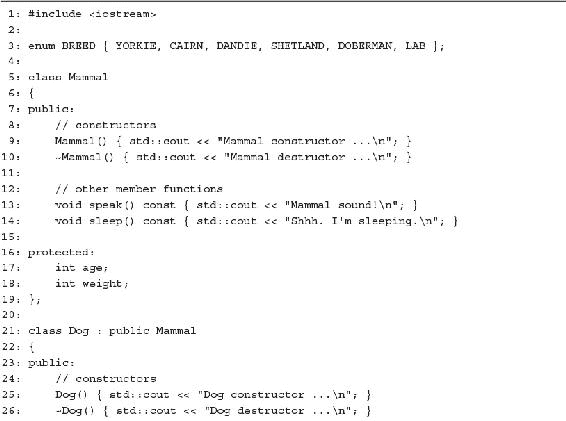 1: #include <iostream>
2:
3: enum BREED { YORKIE, CAIRN, DANDIE, SHETLAND, DOBERMAN, LAB };
4:
5: class Mammal
6: {
7: public:
8:     // constructors
9:     Mammal() { std::cout << "Mammal constructor ...\n"; }
10:     ~Mammal() { std::cout << "Mammal destructor ...\n"; }
11:
12:     // other member functions
13:     void speak() const { std::cout << "Mammal sound!\n"; }
14:     void sleep() const { std::cout << "Shhh. I'm sleeping.\n"; }
15:
16: protected:
17:     int age;
18:     int weight;
19: };
20:
21: class Dog : public Mammal
22: {
23: public:
24:     // constructors
25:     Dog() { std::cout << "Dog constructor ...\n"; }
26:     ~Dog() { std::cout << "Dog destructor ...\n"; }